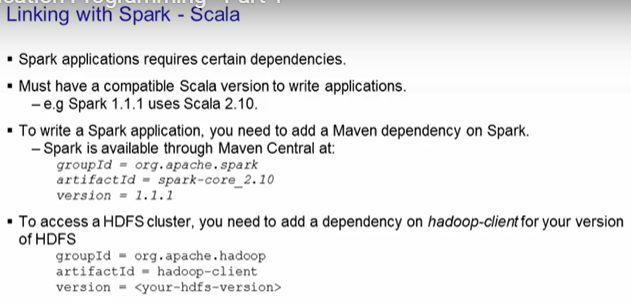 Linking with Spark - Scala
▪ Spark applications requires certain dependencies.
▪ Must have a compatible Scala version to write applications.
– e.g Spark 1.1.1 uses Scala 2.10.
▪ To write a Spark application, you need to add a Maven dependency on Spark.
– Spark is available through Maven Central at:
groupId = org.apache.spark
artifactId = spark-core_2.10
version = 1.1.1
▪ To access a HDFS cluster, you need to add a dependency on hadoop-client for your version
of HDFS
groupId = org.apache.hadoop
artifactId = hadoop-client
version = <your-hdfs-version>